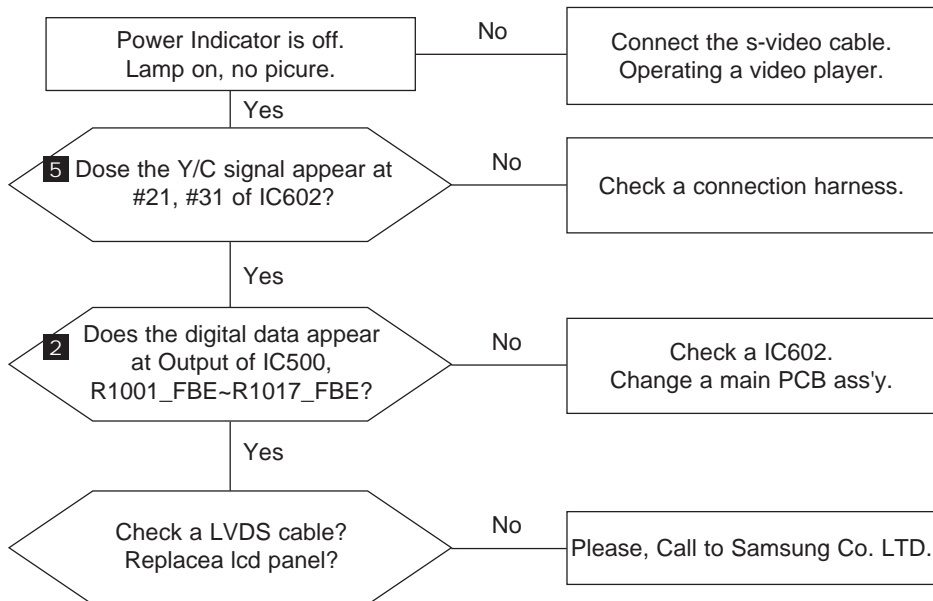 Power Indicator is off.
Lamp on, no picure.
No
Connect the s-video cable.
Operating a video player.
Yes
5 Dose the Y/C signal appear at
#21, #31 of IC602?
No
Check a connection harness.
Yes
2 Does the digital data appear
at Output of IC500,
R1001_FBE~R1017_FBE?
No
Check a IC602.
Change a main PCB ass'y.
Yes
Check a LVDS cable?
Replacea lcd panel?
No
Please, Call to Samsung Co. LTD.